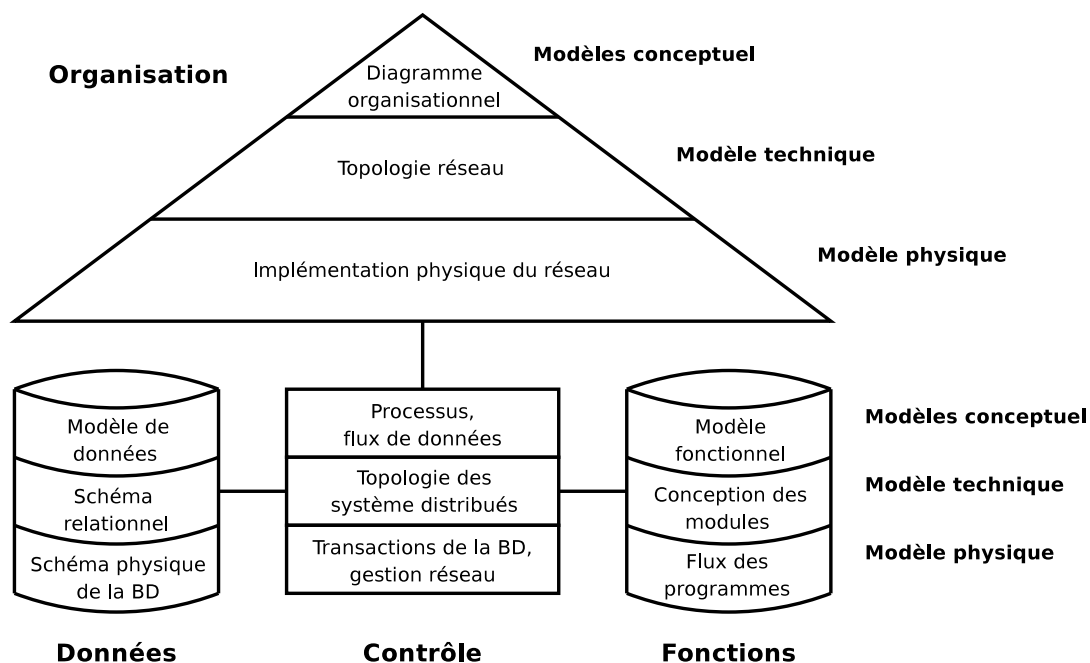 Modèles conceptuel
Organisation
Diagramme
organisationnel
Modèle technique
Topologie réseau
Modèle physique
Implémentation physique du réseau
Modèle de
données
Schéma
relationnel
Schéma physique
de la BD
Processus,
flux de données
Topologie des
système distribués
Transactions de la BD,
gestion réseau
Modèle
fonctionnel
Conception des
modules
Flux des
programmes
Modèles conceptuel
Modèle technique
Modèle physique
Données
Contrôle
Fonctions